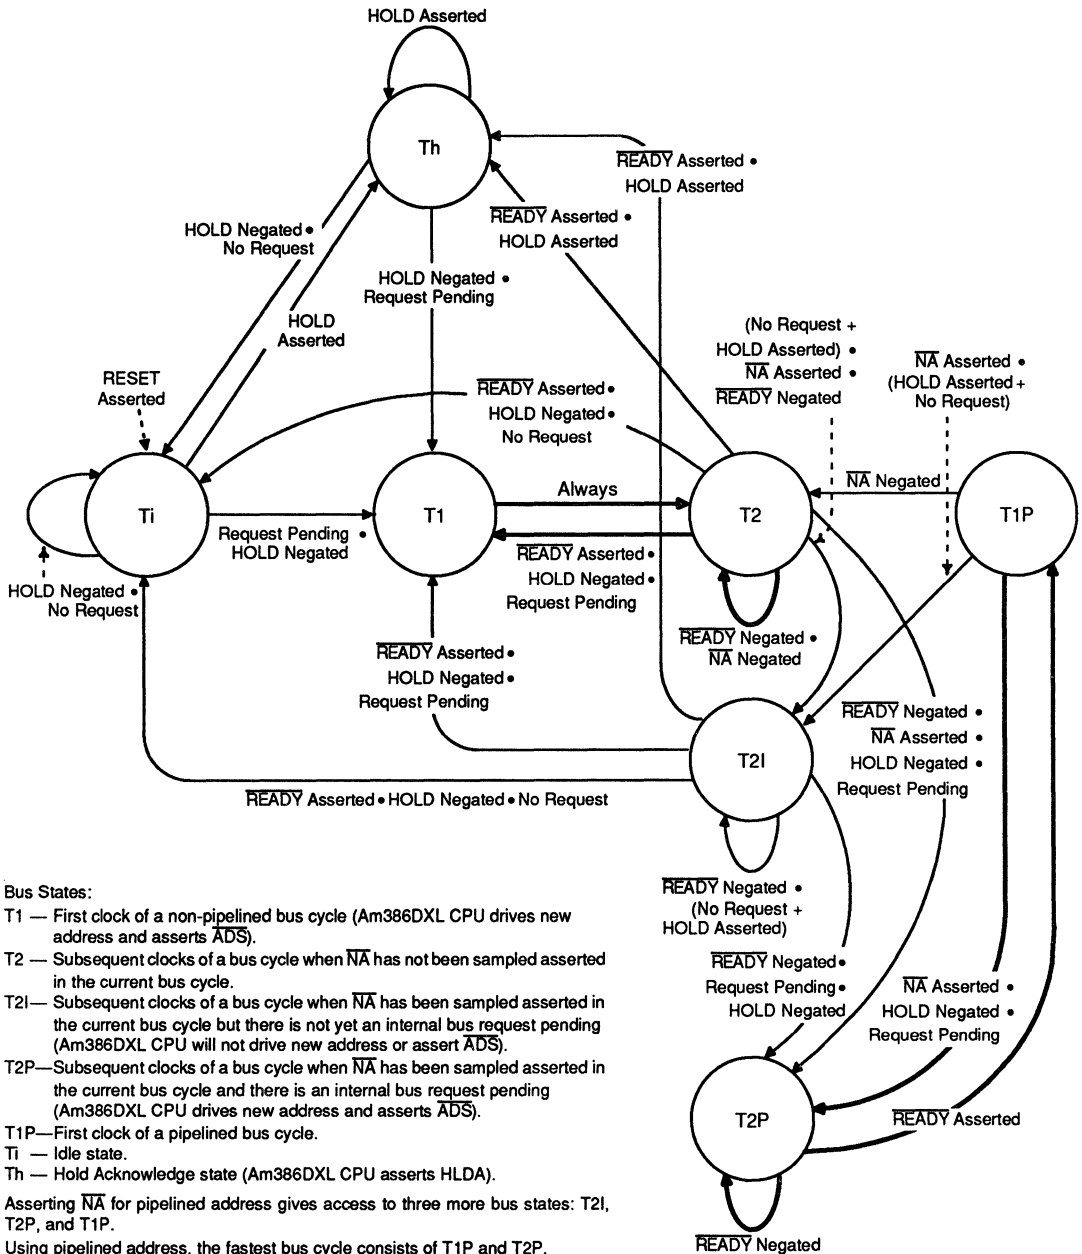 HOLD Asserted
Th
READY Asserted •
HOLD Asserted
READY Asserted •
HOLD Asserted
HOLD Negated •
No Request
HOLD Negated •
Request Pending
HOLD
Asserted
(No Request +
HOLD Asserted) •
NA Asserted •
READY Negated
NA Asserted •
(HOLD Asserted +
No Request)
RESET
Asserted
READY Asserted •
HOLD Negated •
No Request
Ti
T1
T2
T1P
Always
NA Negated
Request Pending •
HOLD Negated
READY Asserted •
HOLD Negated •
Request Pending
HOLD Negated •
No Request
READY Negated •
NA Negated
READY Asserted •
HOLD Negated •
Request Pending
READY Negated •
NA Asserted •
HOLD Negated •
Request Pending
T2I
READY Asserted • HOLD Negated • No Request
READY Negated •
(No Request +
HOLD Asserted)
READY Negated •
Request Pending •
HOLD Negated
NA Asserted •
HOLD Negated •
Request Pending
T2P
READY Asserted
READY Negated
Bus States:
T1 — First clock of a non-pipelined bus cycle (Am386DXL CPU drives new
address and asserts ADS).
T2 — Subsequent clocks of a bus cycle when NA has not been sampled asserted
in the current bus cycle.
T2I— Subsequent clocks of a bus cycle when NA has been sampled asserted in
the current bus cycle but there is not yet an internal bus request pending
(Am386DXL CPU will not drive new address or assert ADS).
T2P—Subsequent clocks of a bus cycle when NA has been sampled asserted in
the current bus cycle and there is an internal bus request pending
(Am386DXL CPU drives new address and asserts ADS).
T1P—First clock of a pipelined bus cycle.
Ti — Idle state.
Th — Hold Acknowledge state (Am386DXL CPU asserts HLDA).
Asserting NA for pipelined address gives access to three more bus states: T2I,
T2P, and T1P.
Using pipelined address, the fastest bus cycle consists of T1P and T2P.